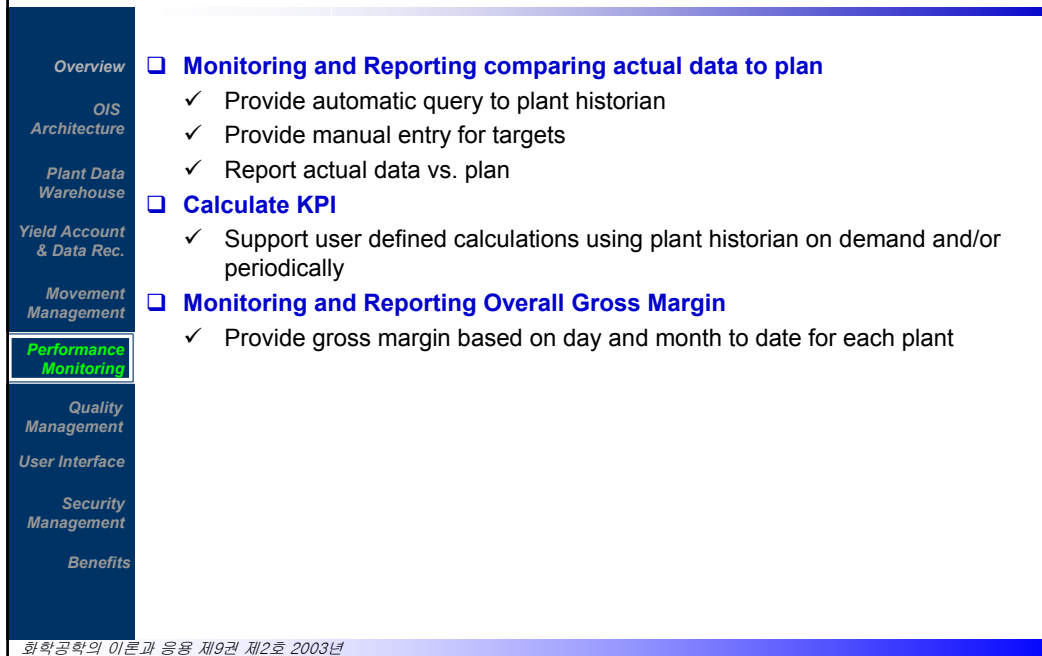 Overview
OIS
Architecture
Plant Data
Warehouse
Yield Account
& Data Rec.
Movement
Management
Performance
Monitoring
Quality
Management
User Interface
Security
Management
Benefits
❑ Monitoring and Reporting comparing actual data to plan
✓ Provide automatic query to plant historian
✓ Provide manual entry for targets
✓ Report actual data vs. plan
❑ Calculate KPI
✓ Support user defined calculations using plant historian on demand and/or
periodically
❑ Monitoring and Reporting Overall Gross Margin
✓ Provide gross margin based on day and month to date for each plant
화학공학의 이론과 응용 제9권 제2호 2003년